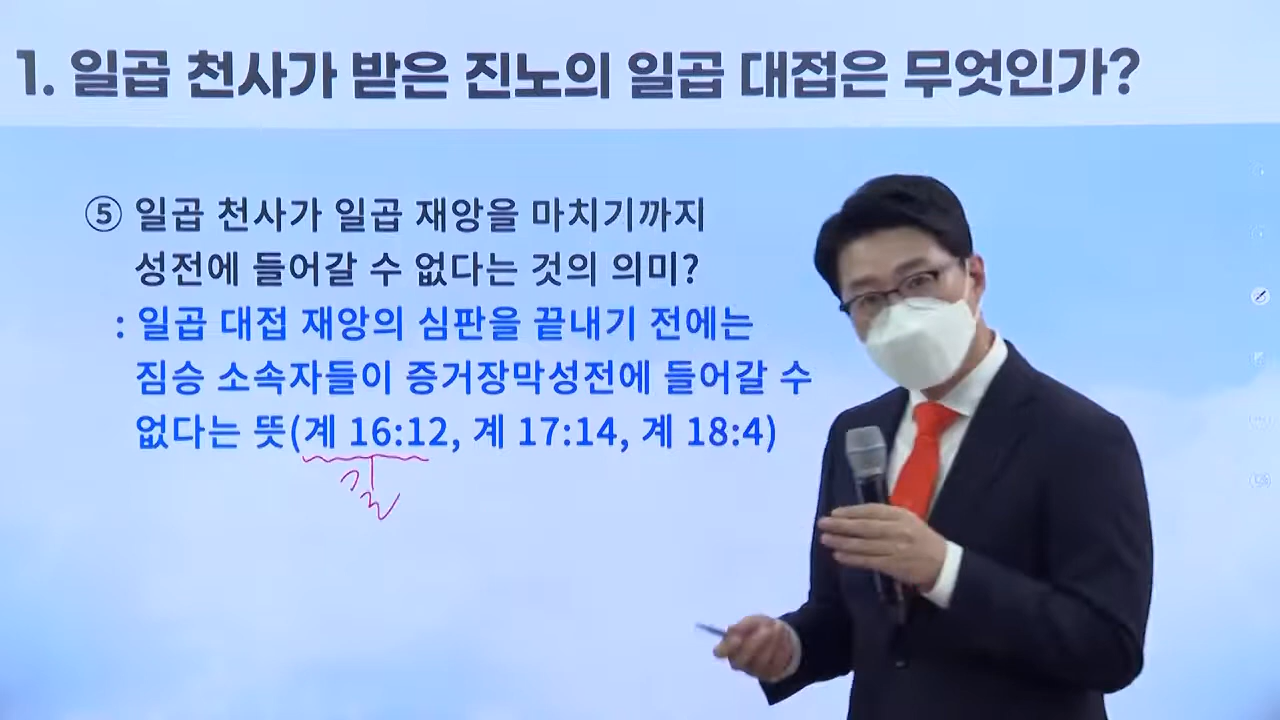 1. 일곱 천사가 받은 진노의 일곱 대접은 무엇인가?
⑤ 일곱 천사가 일곱 재앙을 마치기까지
성전에 들어갈 수 없다는 것의 의미?
: 일곱 대접 재앙의 심판을 끝내기 전에는
짐승 소속자들이 증거장막성전에 들어갈 수
없다는 뜻(계 16:12, 계 17:14, 계 18:4)
길